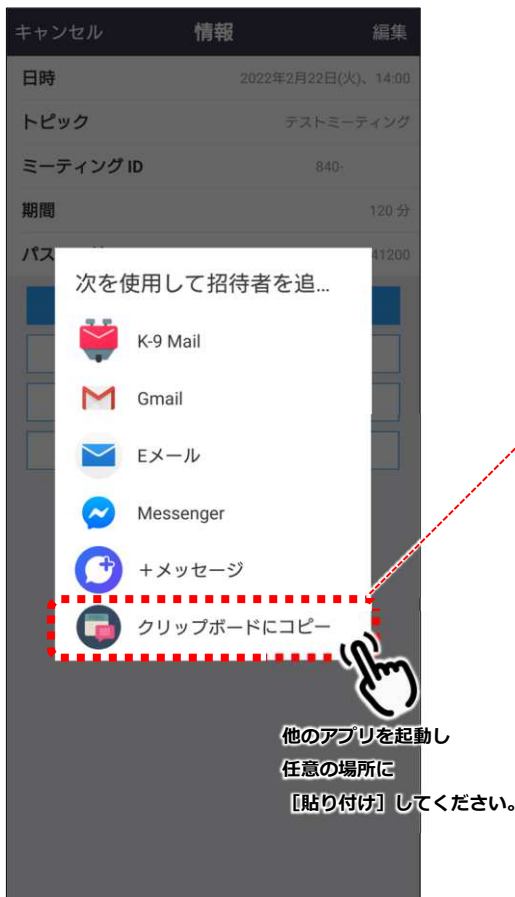 キャンセル 情報 編集
日時 2022年2月22日(火)、14:00
トピック テストミーティング
ミーティング ID 840-
期間 120 分
パス 41200
次を使用して招待者を追...
K-9 Mail
Gmail
Eメール
Messenger
+メッセージ
クリップボードにコピー
他のアプリを起動し
任意の場所に
［貼り付け］してください。